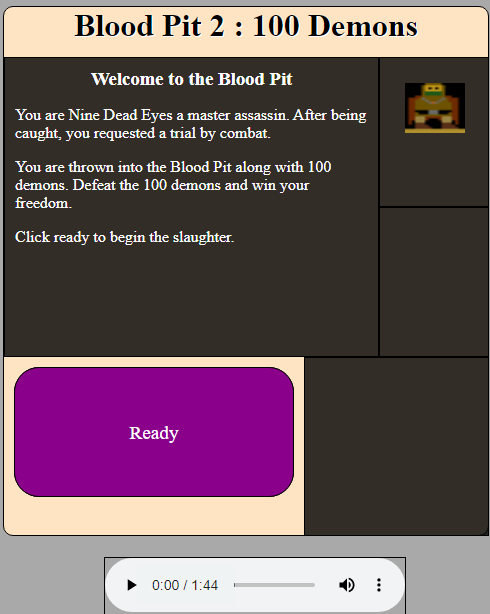 Blood Pit 2 : 100 Demons
Welcome to the Blood Pit
You are Nine Dead Eyes a master assassin. After being
caught, you requested a trial by combat.
You are thrown into the Blood Pit along with 100
demons. Defeat the 100 demons and win your
freedom.
Click ready to begin the slaughter.
Ready
0:00 / 1:44